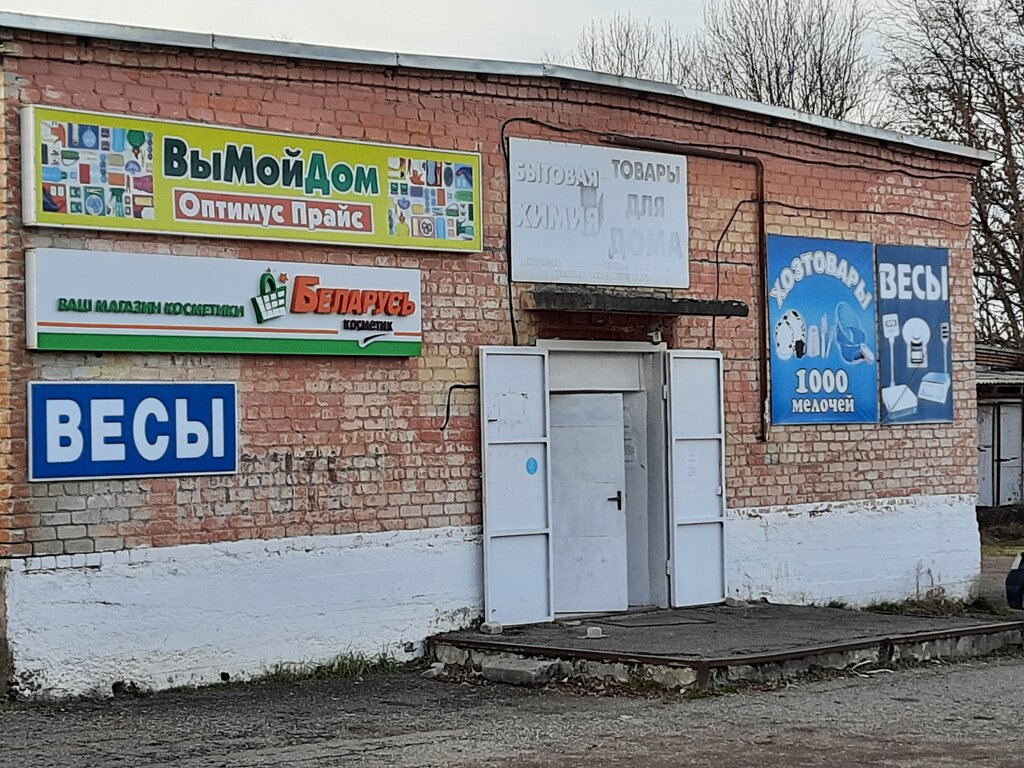 ВыМойДом
Оптимус Прайс
ВАШ МАГАЗИН КОСМЕТИКИ
БЕЛАРУСЬ
КОСМЕТИК
ВЕСЫ
БЫТОВАЯ
ХИМИЯ
ТОВАРЫ
ДЛЯ
ДОМА
ХОЗТОВАРЫ
1000
мелочей
ВЕСЫ